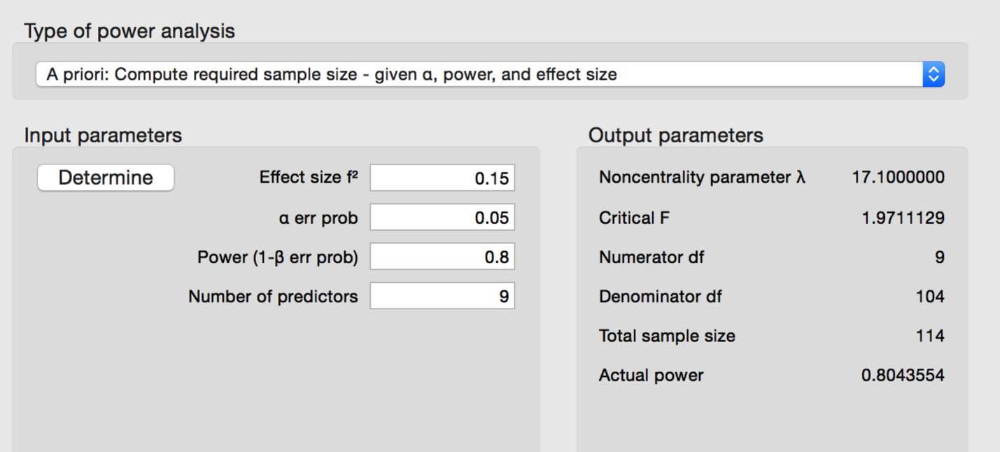 Type of power analysis
A priori: Compute required sample size - given α, power, and effect size
Input parameters
Determine
Effect size f² 0.15
α err prob 0.05
Power (1-β err prob) 0.8
Number of predictors 9
Output parameters
Noncentrality parameter λ 17.1000000
Critical F 1.9711129
Numerator df 9
Denominator df 104
Total sample size 114
Actual power 0.8043554